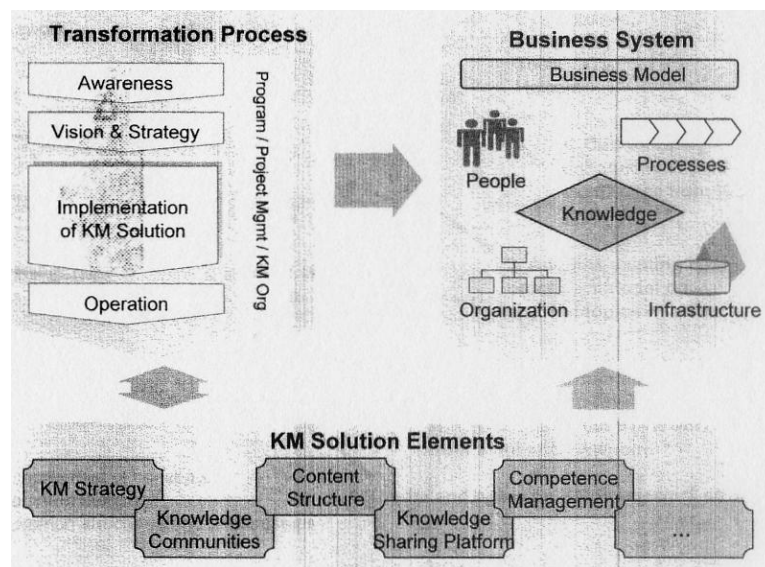 Transformation Process
Awareness
Vision & Strategy
Implementation
of KM Solution
Operation
Program / Project Mgmt / KM Org
Business System
Business Model
People
Processes
Knowledge
Organization
Infrastructure
KM Solution Elements
KM Strategy
Knowledge
Communities
Content
Structure
Knowledge
Sharing Platform
Competence
Management
...